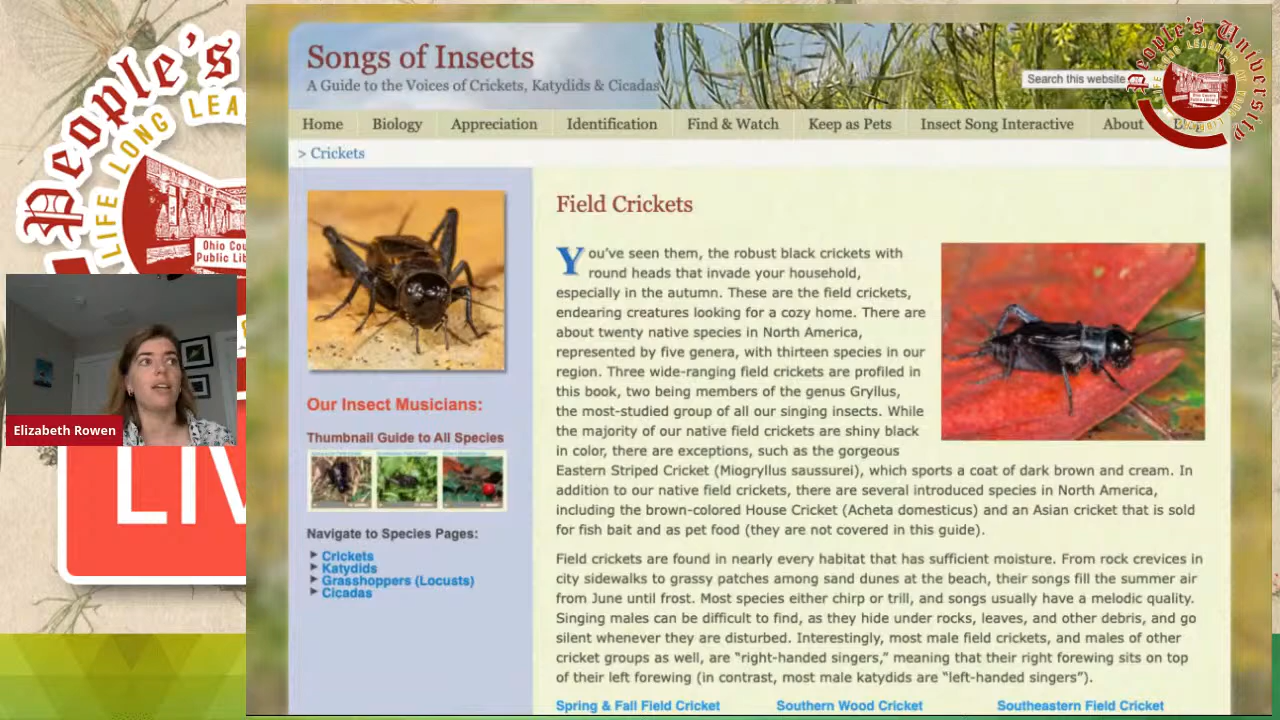 People's
LIFE LONG LEA
Ohio Cou
Public Lib
LIV
Elizabeth Rowen
Songs of Insects
A Guide to the Voices of Crickets, Katydids & Cicadas
Search this website
People's University
LIFE LONG LEARNING AT YOUR LIBRARY
Home
Biology
Appreciation
Identification
Find & Watch
Keep as Pets
Insect Song Interactive
About
> Crickets
Our Insect Musicians:
Thumbnail Guide to All Species
Navigate to Species Pages:
Crickets
Katydids
Grasshoppers (Locusts)
Cicadas
Field Crickets
You've seen them, the robust black crickets with
round heads that invade your household,
especially in the autumn. These are the field crickets,
endearing creatures looking for a cozy home. There are
about twenty native species in North America,
represented by five genera, with thirteen species in our
region. Three wide-ranging field crickets are profiled in
this book, two being members of the genus Gryllus,
the most-studied group of all our singing insects. While
the majority of our native field crickets are shiny black
in color, there are exceptions, such as the gorgeous
Eastern Striped Cricket (Miogryllus saussurei), which sports a coat of dark brown and cream. In
addition to our native field crickets, there are several introduced species in North America,
including the brown-colored House Cricket (Acheta domesticus) and an Asian cricket that is sold
for fish bait and as pet food (they are not covered in this guide).
Field crickets are found in nearly every habitat that has sufficient moisture. From rock crevices in
city sidewalks to grassy patches among sand dunes at the beach, their songs fill the summer air
from June until frost. Most species either chirp or trill, and songs usually have a melodic quality.
Singing males can be difficult to find, as they hide under rocks, leaves, and other debris, and go
silent whenever they are disturbed. Interestingly, most male field crickets, and males of other
cricket groups as well, are “right-handed singers,” meaning that their right forewing sits on top
of their left forewing (in contrast, most male katydids are “left-handed singers”).
Spring & Fall Field Cricket
Southern Wood Cricket
Southeastern Field Cricket